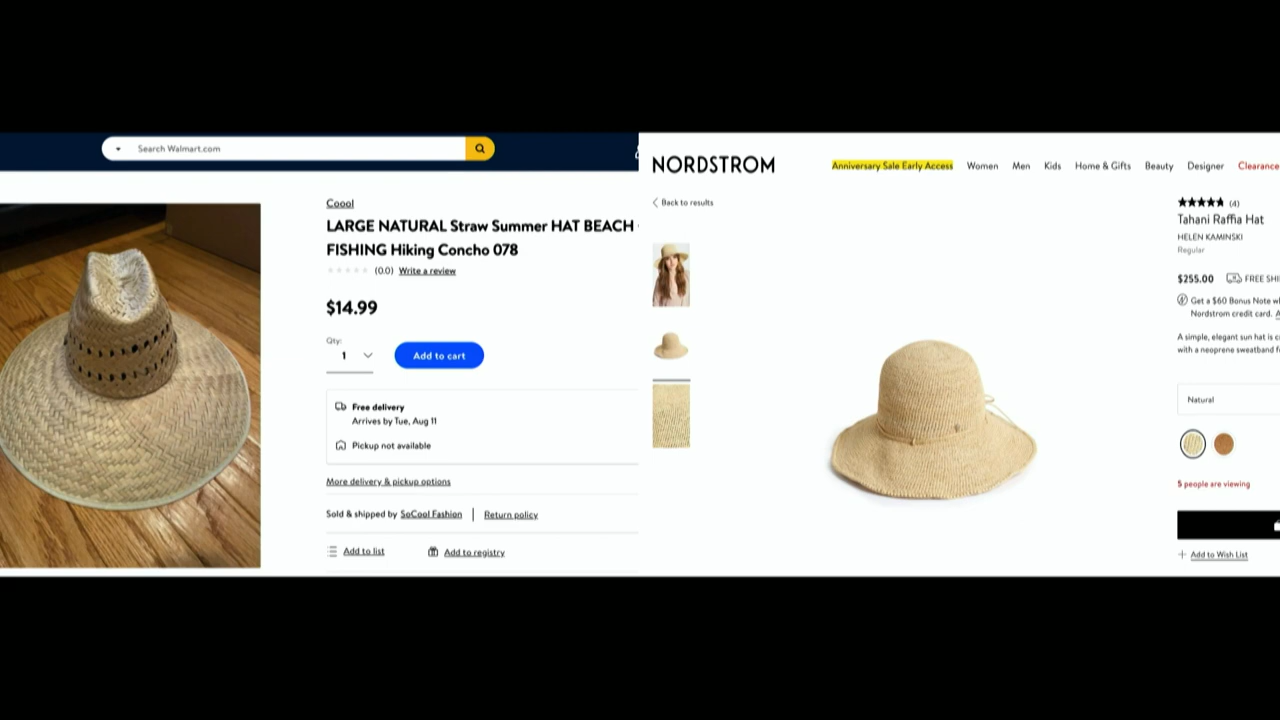 Search Walmart.com
Coool
LARGE NATURAL Straw Summer HAT BEACH
FISHING Hiking Concho 078
(0.0) Write a review
$14.99
Qty:
1
Add to cart
Free delivery
Arrives by Tue, Aug 11
Pickup not available
More delivery & pickup options
Sold & shipped by SoCool Fashion | Return policy
Add to list
Add to registry
NORDSTROM
Anniversary Sale Early Access Women Men Kids Home & Gifts Beauty Designer Clearance
Back to results
(4)
Tahani Raffia Hat
HELEN KAMINSKI
Regular
$255.00 FREE SHI
Get a $60 Bonus Note wh
Nordstrom credit card. A
A simple, elegant sun hat is c
with a neoprene sweatband f
Natural
5 people are viewing
Add to Wish List